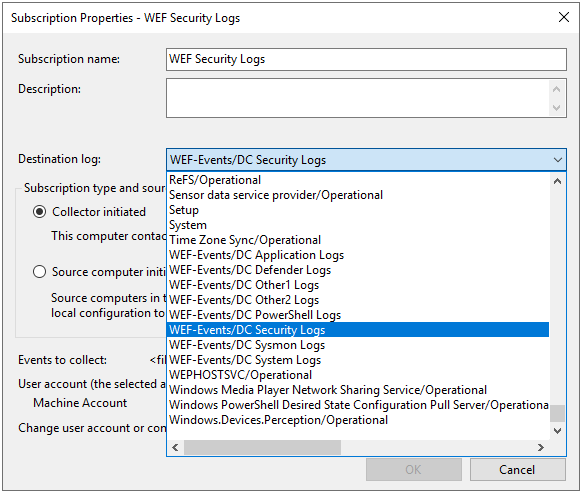 Subscription Properties - WEF Security Logs
Subscription name:
WEF Security Logs
Description:
Destination log:
WEF-Events/DC Security Logs
ReFS/Operational
Sensor data service provider/Operational
Setup
System
Time Zone Sync/Operational
WEF-Events/DC Application Logs
WEF-Events/DC Defender Logs
WEF-Events/DC Other1 Logs
WEF-Events/DC Other2 Logs
WEF-Events/DC PowerShell Logs
WEF-Events/DC Security Logs
WEF-Events/DC Sysmon Logs
WEF-Events/DC System Logs
WEPHOSTSVC/Operational
Windows Media Player Network Sharing Service/Operational
Windows PowerShell Desired State Configuration Pull Server/Operationa
Windows.Devices.Perception/Operational
Subscription type and sour
Collector initiated
This computer contac
Source computer initi
Source computers in t
local configuration to
Events to collect: <fil
User account (the selected a
Machine Account
Change user account or con
OK
Cancel